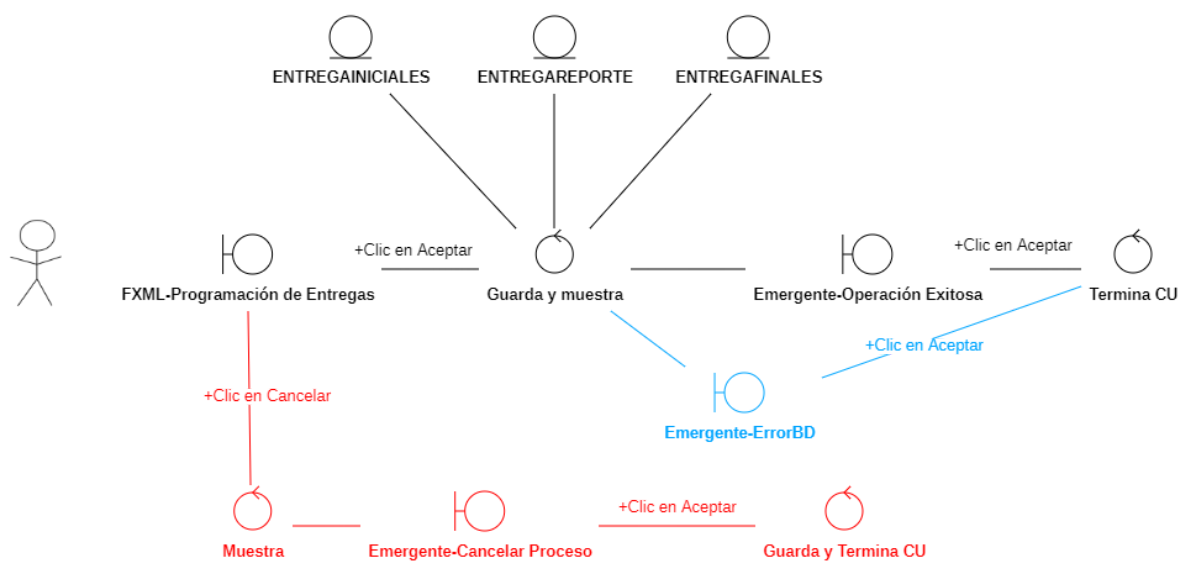 ENTREGAINICIALES
ENTREGAREPORTE
ENTREGAFINALES
+Clic en Aceptar
+Clic en Aceptar
FXML-Programación de Entregas
Guarda y muestra
Emergente-Operación Exitosa
Termina CU
+Clic en Aceptar
+Clic en Cancelar
Emergente-ErrorBD
+Clic en Aceptar
Muestra
Emergente-Cancelar Proceso
Guarda y Termina CU